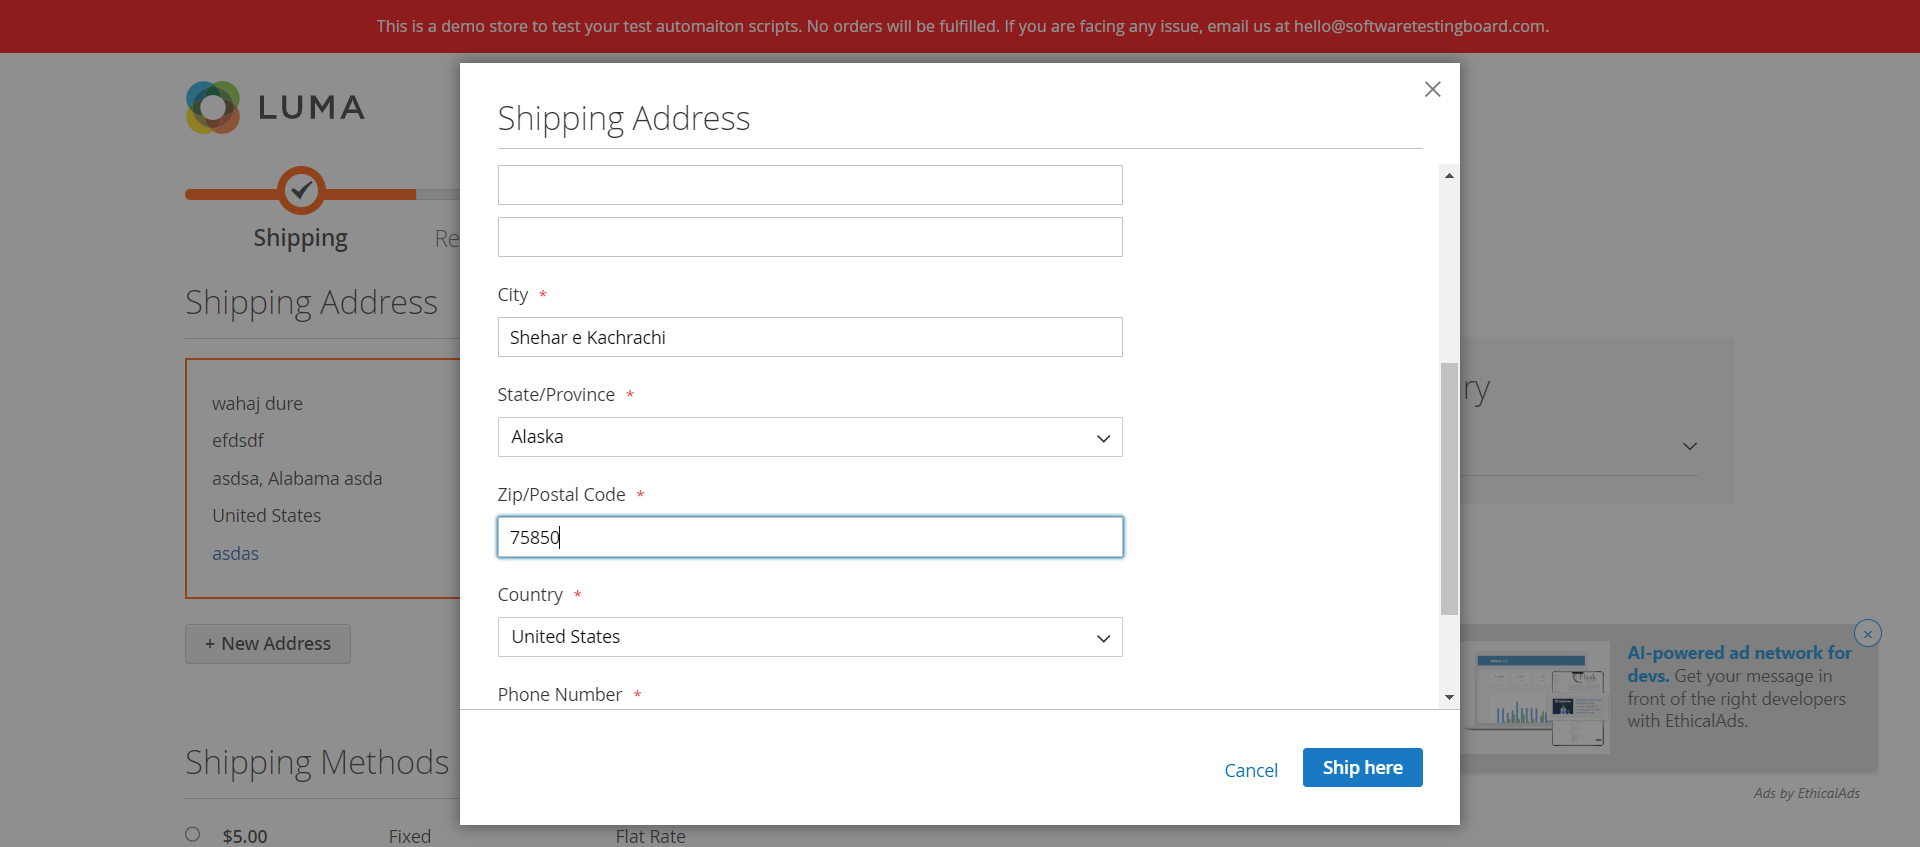 This is a demo store to test your test automaiton scripts. No orders will be fulfilled. If you are facing any issue, email us at hello@softwaretestingboard.com.
LUMA
Shipping
Re
Shipping Address
wahaj dure
efdsdf
asdsa, Alabama asda
United States
asdas
+ New Address
Shipping Methods
$5.00 Fixed Flat Rate
Shipping Address
City *
Shehar e Kachrachi
State/Province *
Alaska
Zip/Postal Code *
75850
Country *
United States
Phone Number *
Cancel
Ship here
ry
AI-powered ad network for
devs. Get your message in
front of the right developers
with EthicalAds.
Ads by EthicalAds